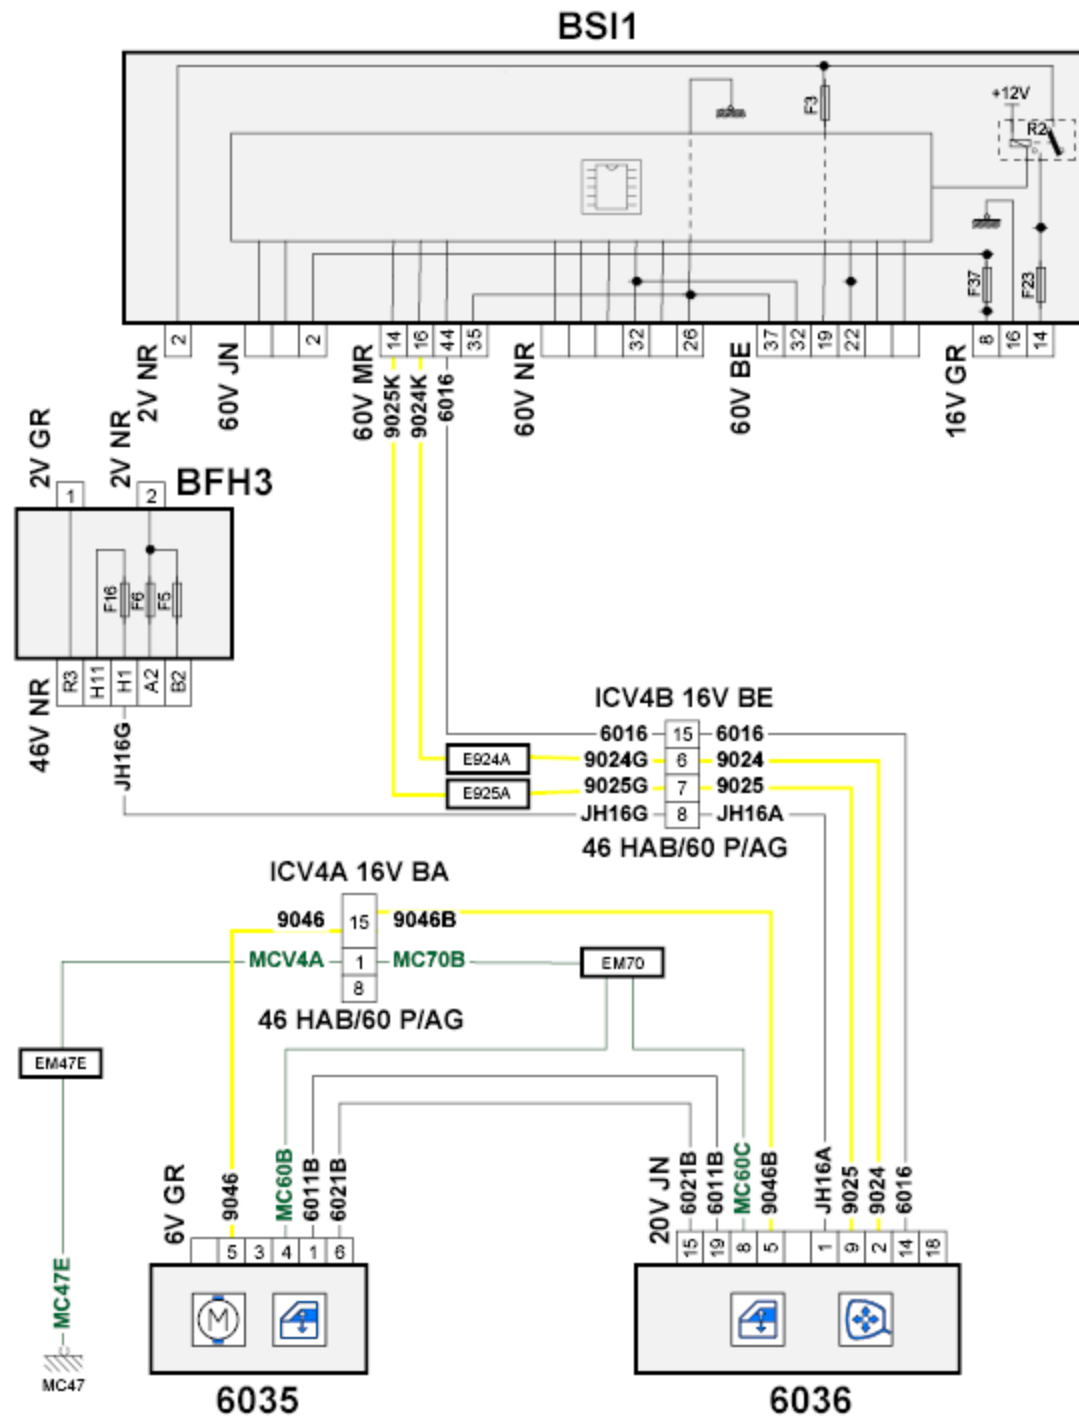 BSI1
+12V
F3
R2
F37
F23
2
2
14
16
44
35
32
26
37
32
19
22
8
16
14
2V NR
60V JN
60V MR
9025K
9024K
6016
60V NR
60V BE
16V GR
2V GR
2V NR
BFH3
1
2
F16
F6
F5
R3
H11
H1
A2
B2
46V NR
JH16G
ICV4B 16V BE
6016
15
6016
E924A
9024G
6
9024
E925A
9025G
7
9025
JH16G
8
JH16A
46 HAB/60 P/AG
ICV4A 16V BA
9046
15
9046B
MCV4A
1
MC70B
EM70
8
46 HAB/60 P/AG
EM47E
6V GR
9046
MC60B
6011B
6021B
20V JN
6021B
6011B
MC60C
9046B
JH16A
9025
9024
6016
5
3
4
1
6
15
19
8
5
1
9
2
14
18
MC47E
MC47
M
6035
6036